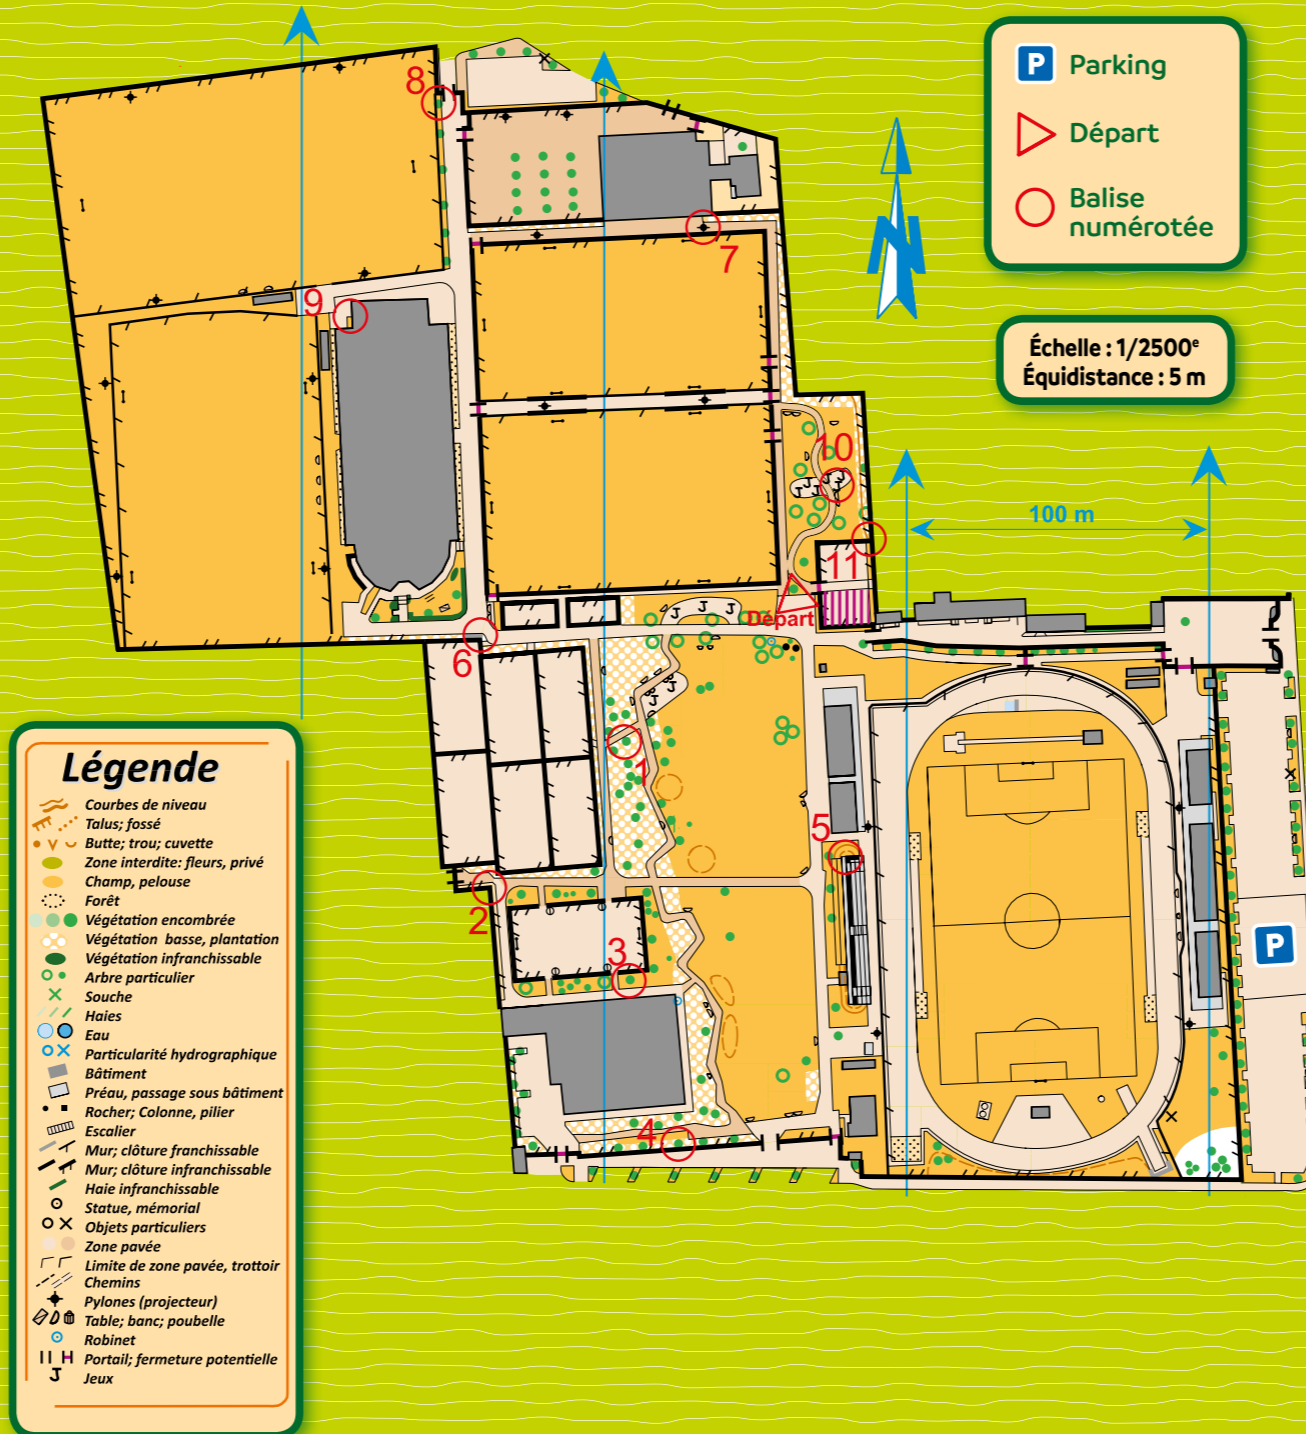 P Parking
Départ
Balise
numérotée
Échelle : 1/2500e
Équidistance : 5 m
N
8
7
9
10
100 m
11
Départ
6
1
5
2
3
P
4
Légende
Courbes de niveau
Talus; fossé
Butte; trou; cuvette
Zone interdite: fleurs, privé
Champ, pelouse
Forêt
Végétation encombrée
Végétation basse, plantation
Végétation infranchissable
Arbre particulier
Souche
Haies
Eau
Particularité hydrographique
Bâtiment
Préau, passage sous bâtiment
Rocher; Colonne, pilier
Escalier
Mur; clôture franchissable
Mur; clôture infranchissable
Haie infranchissable
Statue, mémorial
Objets particuliers
Zone pavée
Limite de zone pavée, trottoir
Chemins
Pylones (projecteur)
Table; banc; poubelle
Robinet
Portail; fermeture potentielle
J Jeux